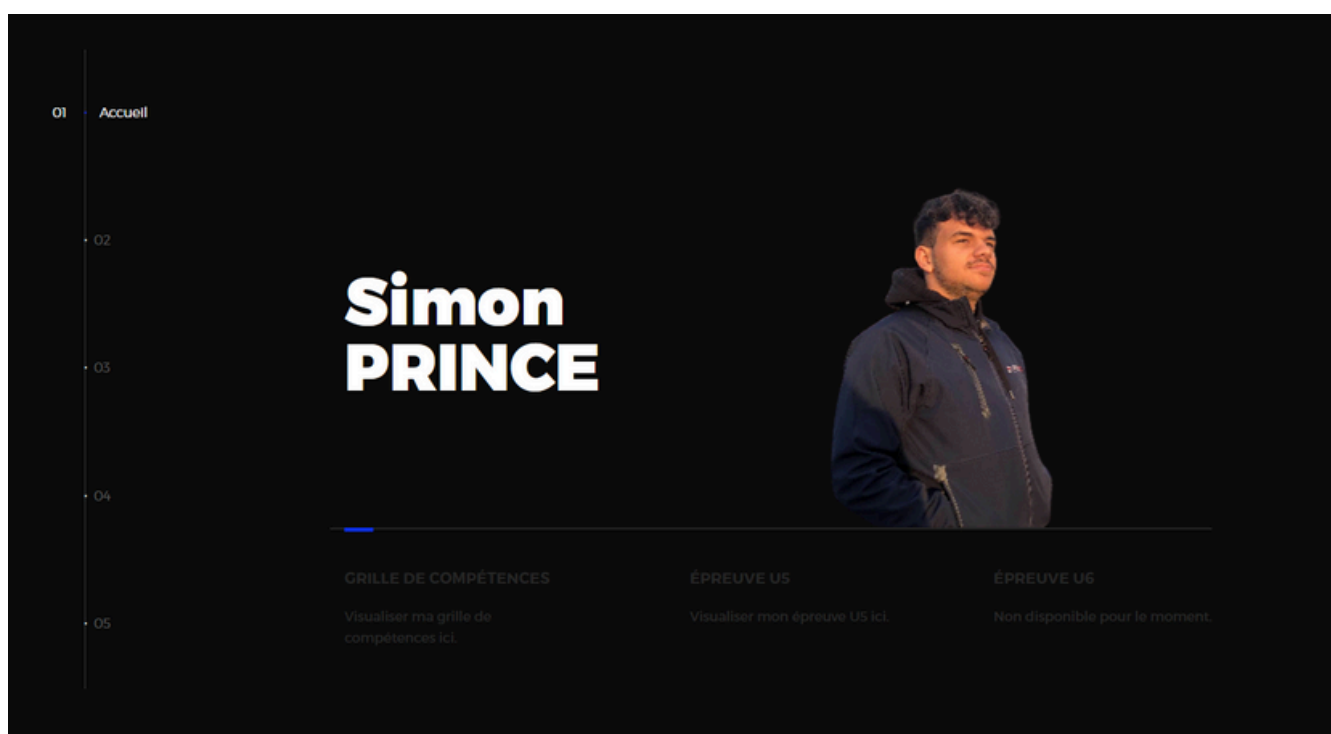 01 Accueil
02
Simon
PRINCE
03
04
GRILLE DE COMPÉTENCES
Visualiser ma grille de
compétences ici.
ÉPREUVE U5
Visualiser mon épreuve U5 ici.
ÉPREUVE U6
Non disponible pour le moment.
05